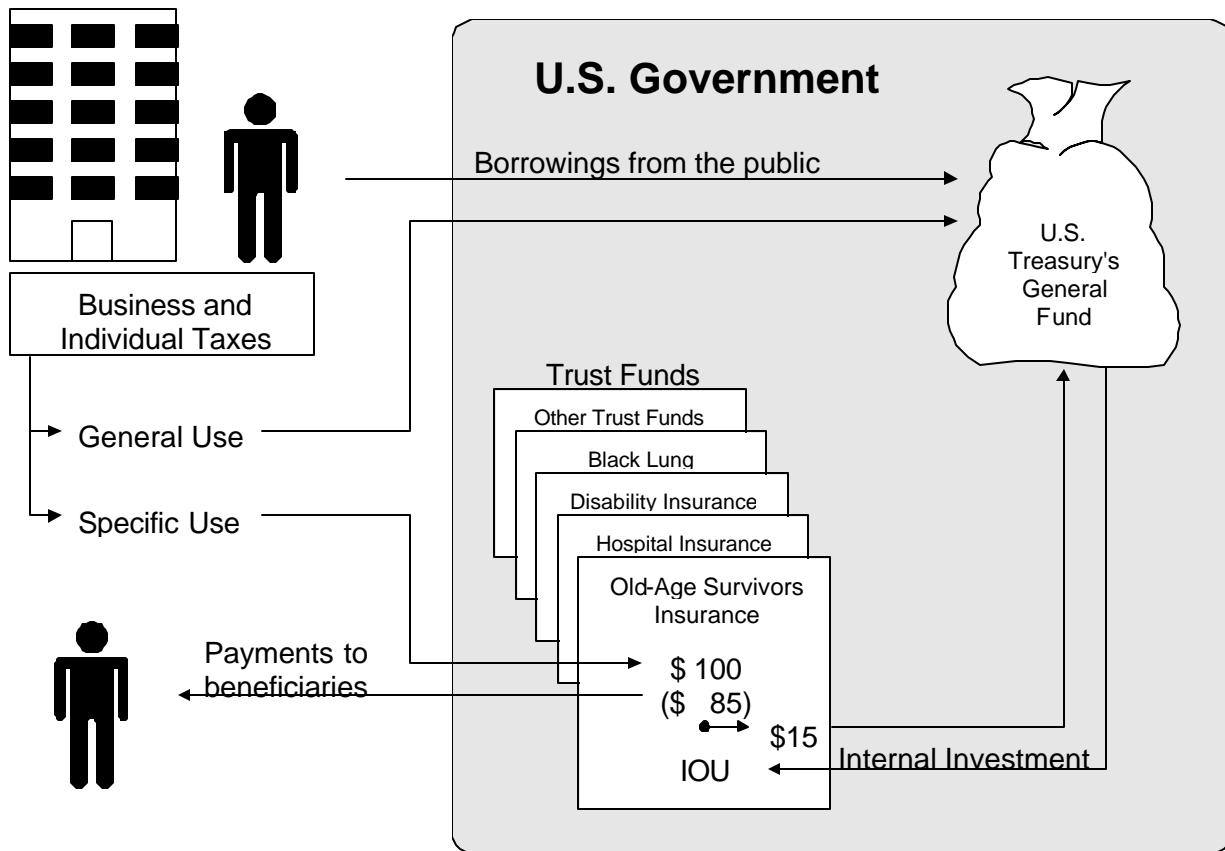 U.S. Government
Borrowings from the public
U.S.
Treasury's
General
Fund
Business and
Individual Taxes
General Use
Specific Use
Trust Funds
Other Trust Funds
Black Lung
Disability Insurance
Hospital Insurance
Old-Age Survivors
Insurance
Payments to
beneficiaries
$ 100
($ 85)
$15
IOU
Internal Investment